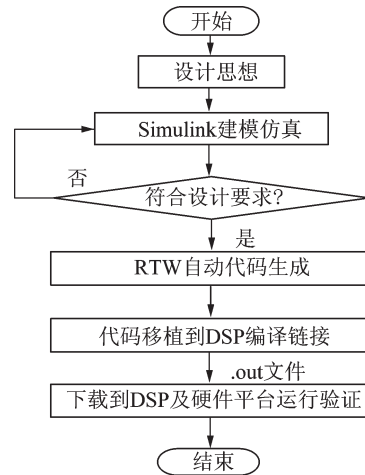 开始
设计思想
Simulink建模仿真
否
符合设计要求?
是
RTW自动代码生成
代码移植到DSP编译链接
.out文件
下载到DSP及硬件平台运行验证
结束